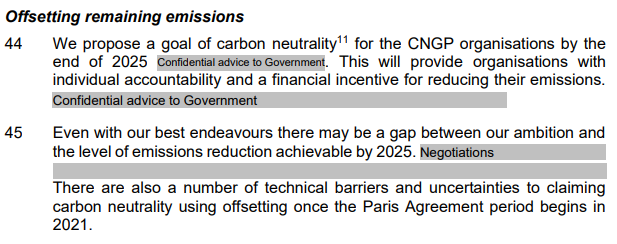 Offsetting remaining emissions
44 We propose a goal of carbon neutrality11 for the CNGP organisations by the
end of 2025 Confidential advice to Government. This will provide organisations with
individual accountability and a financial incentive for reducing their emissions.
Confidential advice to Government
45 Even with our best endeavours there may be a gap between our ambition and
the level of emissions reduction achievable by 2025. Negotiations
There are also a number of technical barriers and uncertainties to claiming
carbon neutrality using offsetting once the Paris Agreement period begins in
2021.